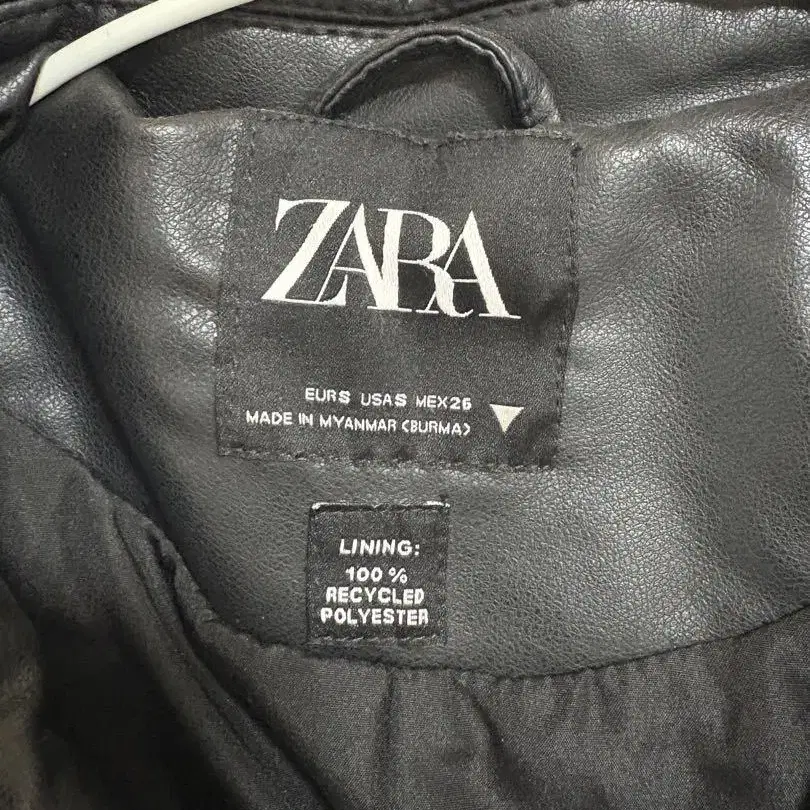 ZARA
EUR S USA S MEX 26
MADE IN MYANMAR (BURMA)
LINING:
100 %
RECYCLED
POLYESTER